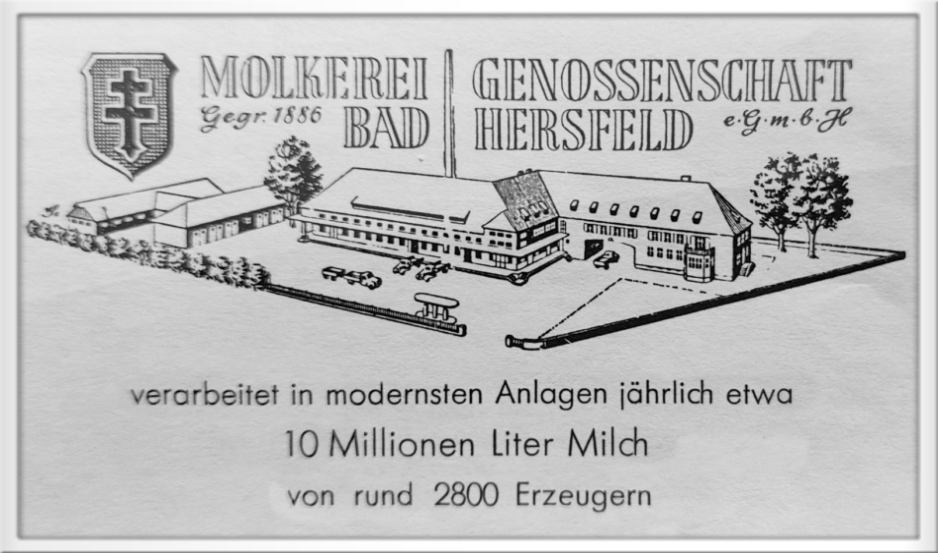 MOLKEREI GENOSSENSCHAFT
Gegr. 1886 BAD HERSFELD e.G.m.b.H
verarbeitet in modernsten Anlagen jährlich etwa
10 Millionen Liter Milch
von rund 2800 Erzeugern